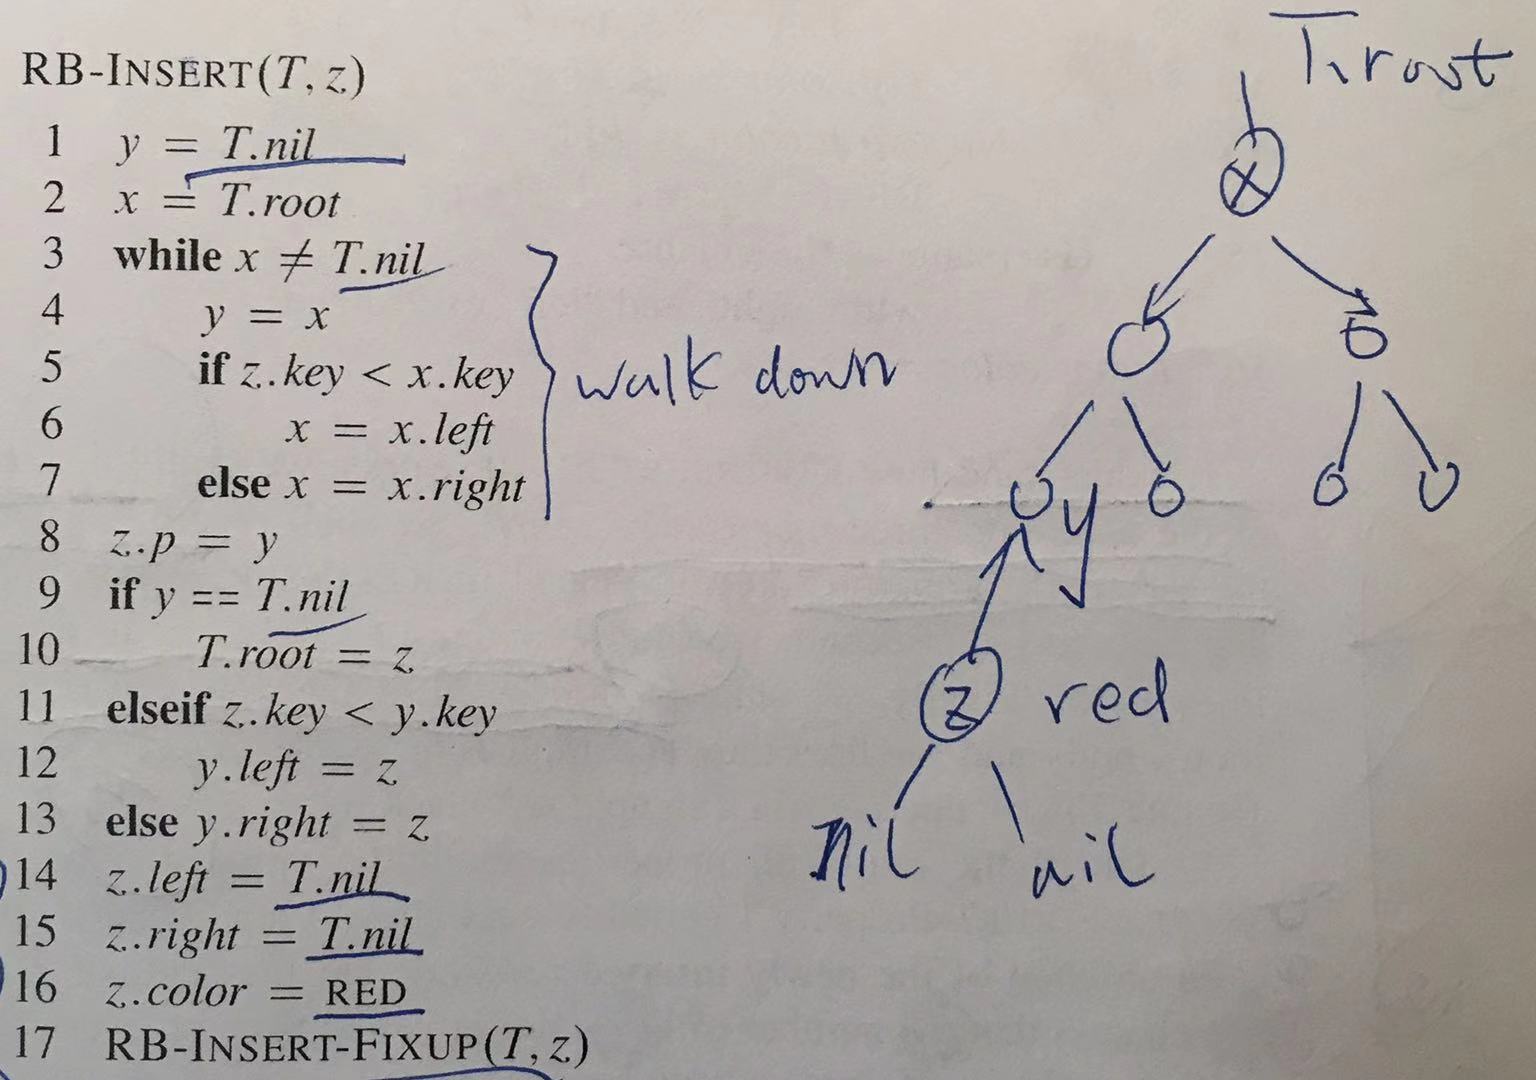 RB-INSERT(T, z)
1 y = T.nil
2 x = T.root
3 while x ≠ T.nil
4 y = x
5 if z.key < x.key
6 x = x.left
7 else x = x.right
8 z.p = y
9 if y == T.nil
10 T.root = z
11 elseif z.key < y.key
12 y.left = z
13 else y.right = z
14 z.left = T.nil
15 z.right = T.nil
16 z.color = RED
17 RB-INSERT-FIXUP(T, z)
walk down
T.root
x
y
z red
nil nil